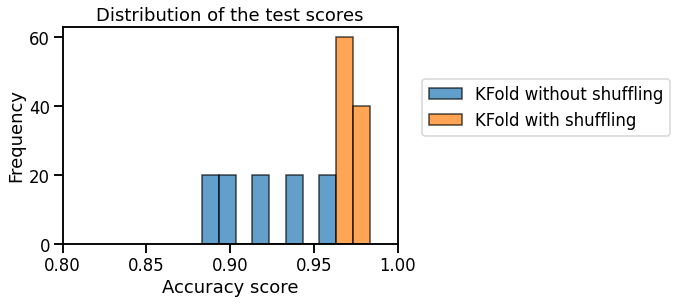 Distribution of the test scores
60
40
20
0
Frequency
0.80
0.85
0.90
0.95
1.00
Accuracy score
KFold without shuffling
KFold with shuffling